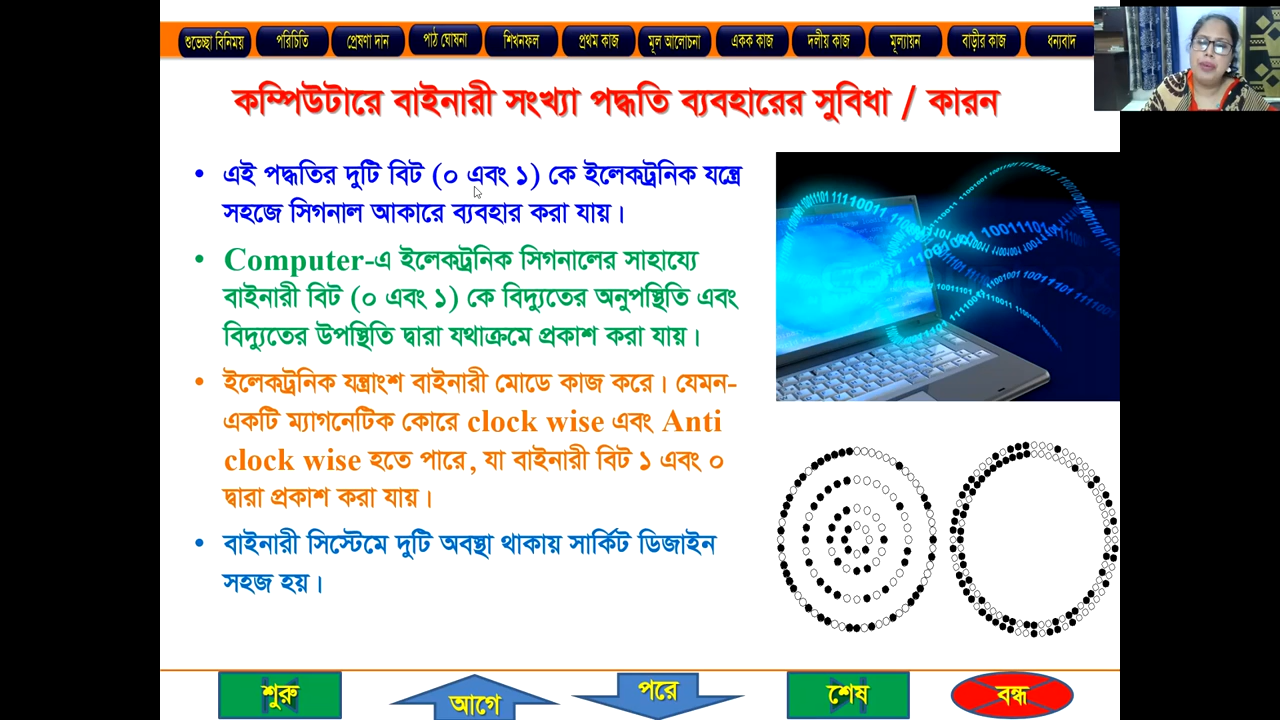 শুভেচ্ছা বিনিময় পরিচিতি প্রেষণা দান পাঠ ঘোষনা শিখনফল প্রথম কাজ মূল আলোচনা একক কাজ দলীয় কাজ মূল্যায়ন বাড়ীর কাজ ধন্যবাদ
কম্পিউটারে বাইনারী সংখ্যা পদ্ধতি ব্যবহারের সুবিধা / কারন
• এই পদ্ধতির দুটি বিট (০ এবং ১) কে ইলেকট্রনিক যন্ত্রে
সহজে সিগনাল আকারে ব্যবহার করা যায়।
• Computer-এ ইলেকট্রনিক সিগনালের সাহায্যে
বাইনারী বিট (০ এবং ১) কে বিদ্যুতের অনুপস্থিতি এবং
বিদ্যুতের উপস্থিতি দ্বারা যথাক্রমে প্রকাশ করা যায়।
• ইলেকট্রনিক যন্ত্রাংশ বাইনারী মোডে কাজ করে। যেমন-
একটি ম্যাগনেটিক কোরে clock wise এবং Anti
clock wise হতে পারে, যা বাইনারী বিট ১ এবং ০
দ্বারা প্রকাশ করা যায়।
• বাইনারী সিস্টেমে দুটি অবস্থা থাকায় সার্কিট ডিজাইন
সহজ হয়।
শুরু আগে পরে শেষ বন্ধ